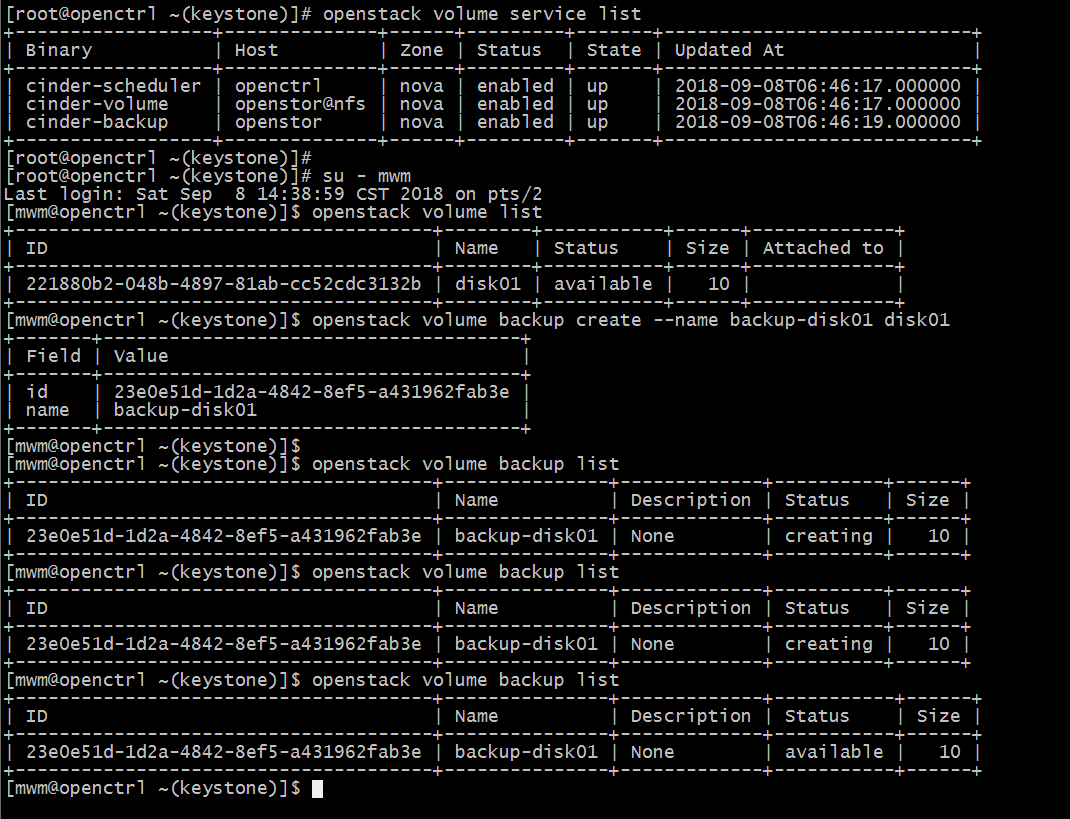 [root@openctrl ~(keystone)]# openstack volume service list
+------------------+--------------+------+---------+-------+----------------------------+
| Binary           | Host         | Zone | Status  | State | Updated At                 |
+------------------+--------------+------+---------+-------+----------------------------+
| cinder-scheduler | openctrl     | nova | enabled | up    | 2018-09-08T06:46:17.000000 |
| cinder-volume    | openstor@nfs | nova | enabled | up    | 2018-09-08T06:46:17.000000 |
| cinder-backup    | openstor     | nova | enabled | up    | 2018-09-08T06:46:19.000000 |
+------------------+--------------+------+---------+-------+----------------------------+
[root@openctrl ~(keystone)]#
[root@openctrl ~(keystone)]# su - mwm
Last login: Sat Sep  8 14:38:59 CST 2018 on pts/2
[mwm@openctrl ~(keystone)]$ openstack volume list
+--------------------------------------+--------+-----------+------+-------------+
| ID                                   | Name   | Status    | Size | Attached to |
+--------------------------------------+--------+-----------+------+-------------+
| 221880b2-048b-4897-81ab-cc52cdc3132b | disk01 | available |   10 |             |
+--------------------------------------+--------+-----------+------+-------------+
[mwm@openctrl ~(keystone)]$ openstack volume backup create --name backup-disk01 disk01
+-------+--------------------------------------+
| Field | Value                                |
+-------+--------------------------------------+
| id    | 23e0e51d-1d2a-4842-8ef5-a431962fab3e |
| name  | backup-disk01                        |
+-------+--------------------------------------+
[mwm@openctrl ~(keystone)]$
[mwm@openctrl ~(keystone)]$ openstack volume backup list
+--------------------------------------+---------------+-------------+----------+------+
| ID                                   | Name          | Description | Status   | Size |
+--------------------------------------+---------------+-------------+----------+------+
| 23e0e51d-1d2a-4842-8ef5-a431962fab3e | backup-disk01 | None        | creating |   10 |
+--------------------------------------+---------------+-------------+----------+------+
[mwm@openctrl ~(keystone)]$ openstack volume backup list
+--------------------------------------+---------------+-------------+----------+------+
| ID                                   | Name          | Description | Status   | Size |
+--------------------------------------+---------------+-------------+----------+------+
| 23e0e51d-1d2a-4842-8ef5-a431962fab3e | backup-disk01 | None        | creating |   10 |
+--------------------------------------+---------------+-------------+----------+------+
[mwm@openctrl ~(keystone)]$ openstack volume backup list
+--------------------------------------+---------------+-------------+-----------+------+
| ID                                   | Name          | Description | Status    | Size |
+--------------------------------------+---------------+-------------+-----------+------+
| 23e0e51d-1d2a-4842-8ef5-a431962fab3e | backup-disk01 | None        | available |   10 |
+--------------------------------------+---------------+-------------+-----------+------+
[mwm@openctrl ~(keystone)]$